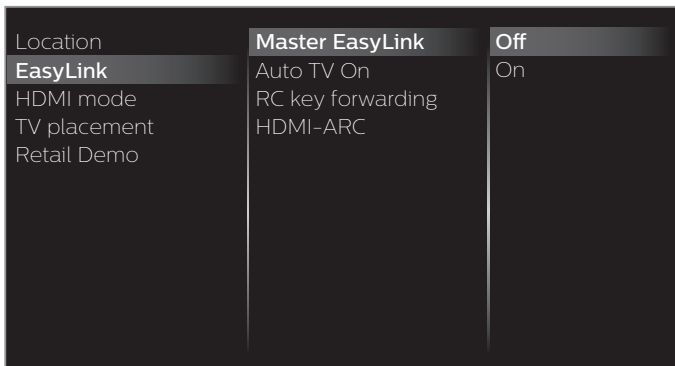 Location
EasyLink
HDMI mode
TV placement
Retail Demo
Master EasyLink
Auto TV On
RC key forwarding
HDMI-ARC
Off
On